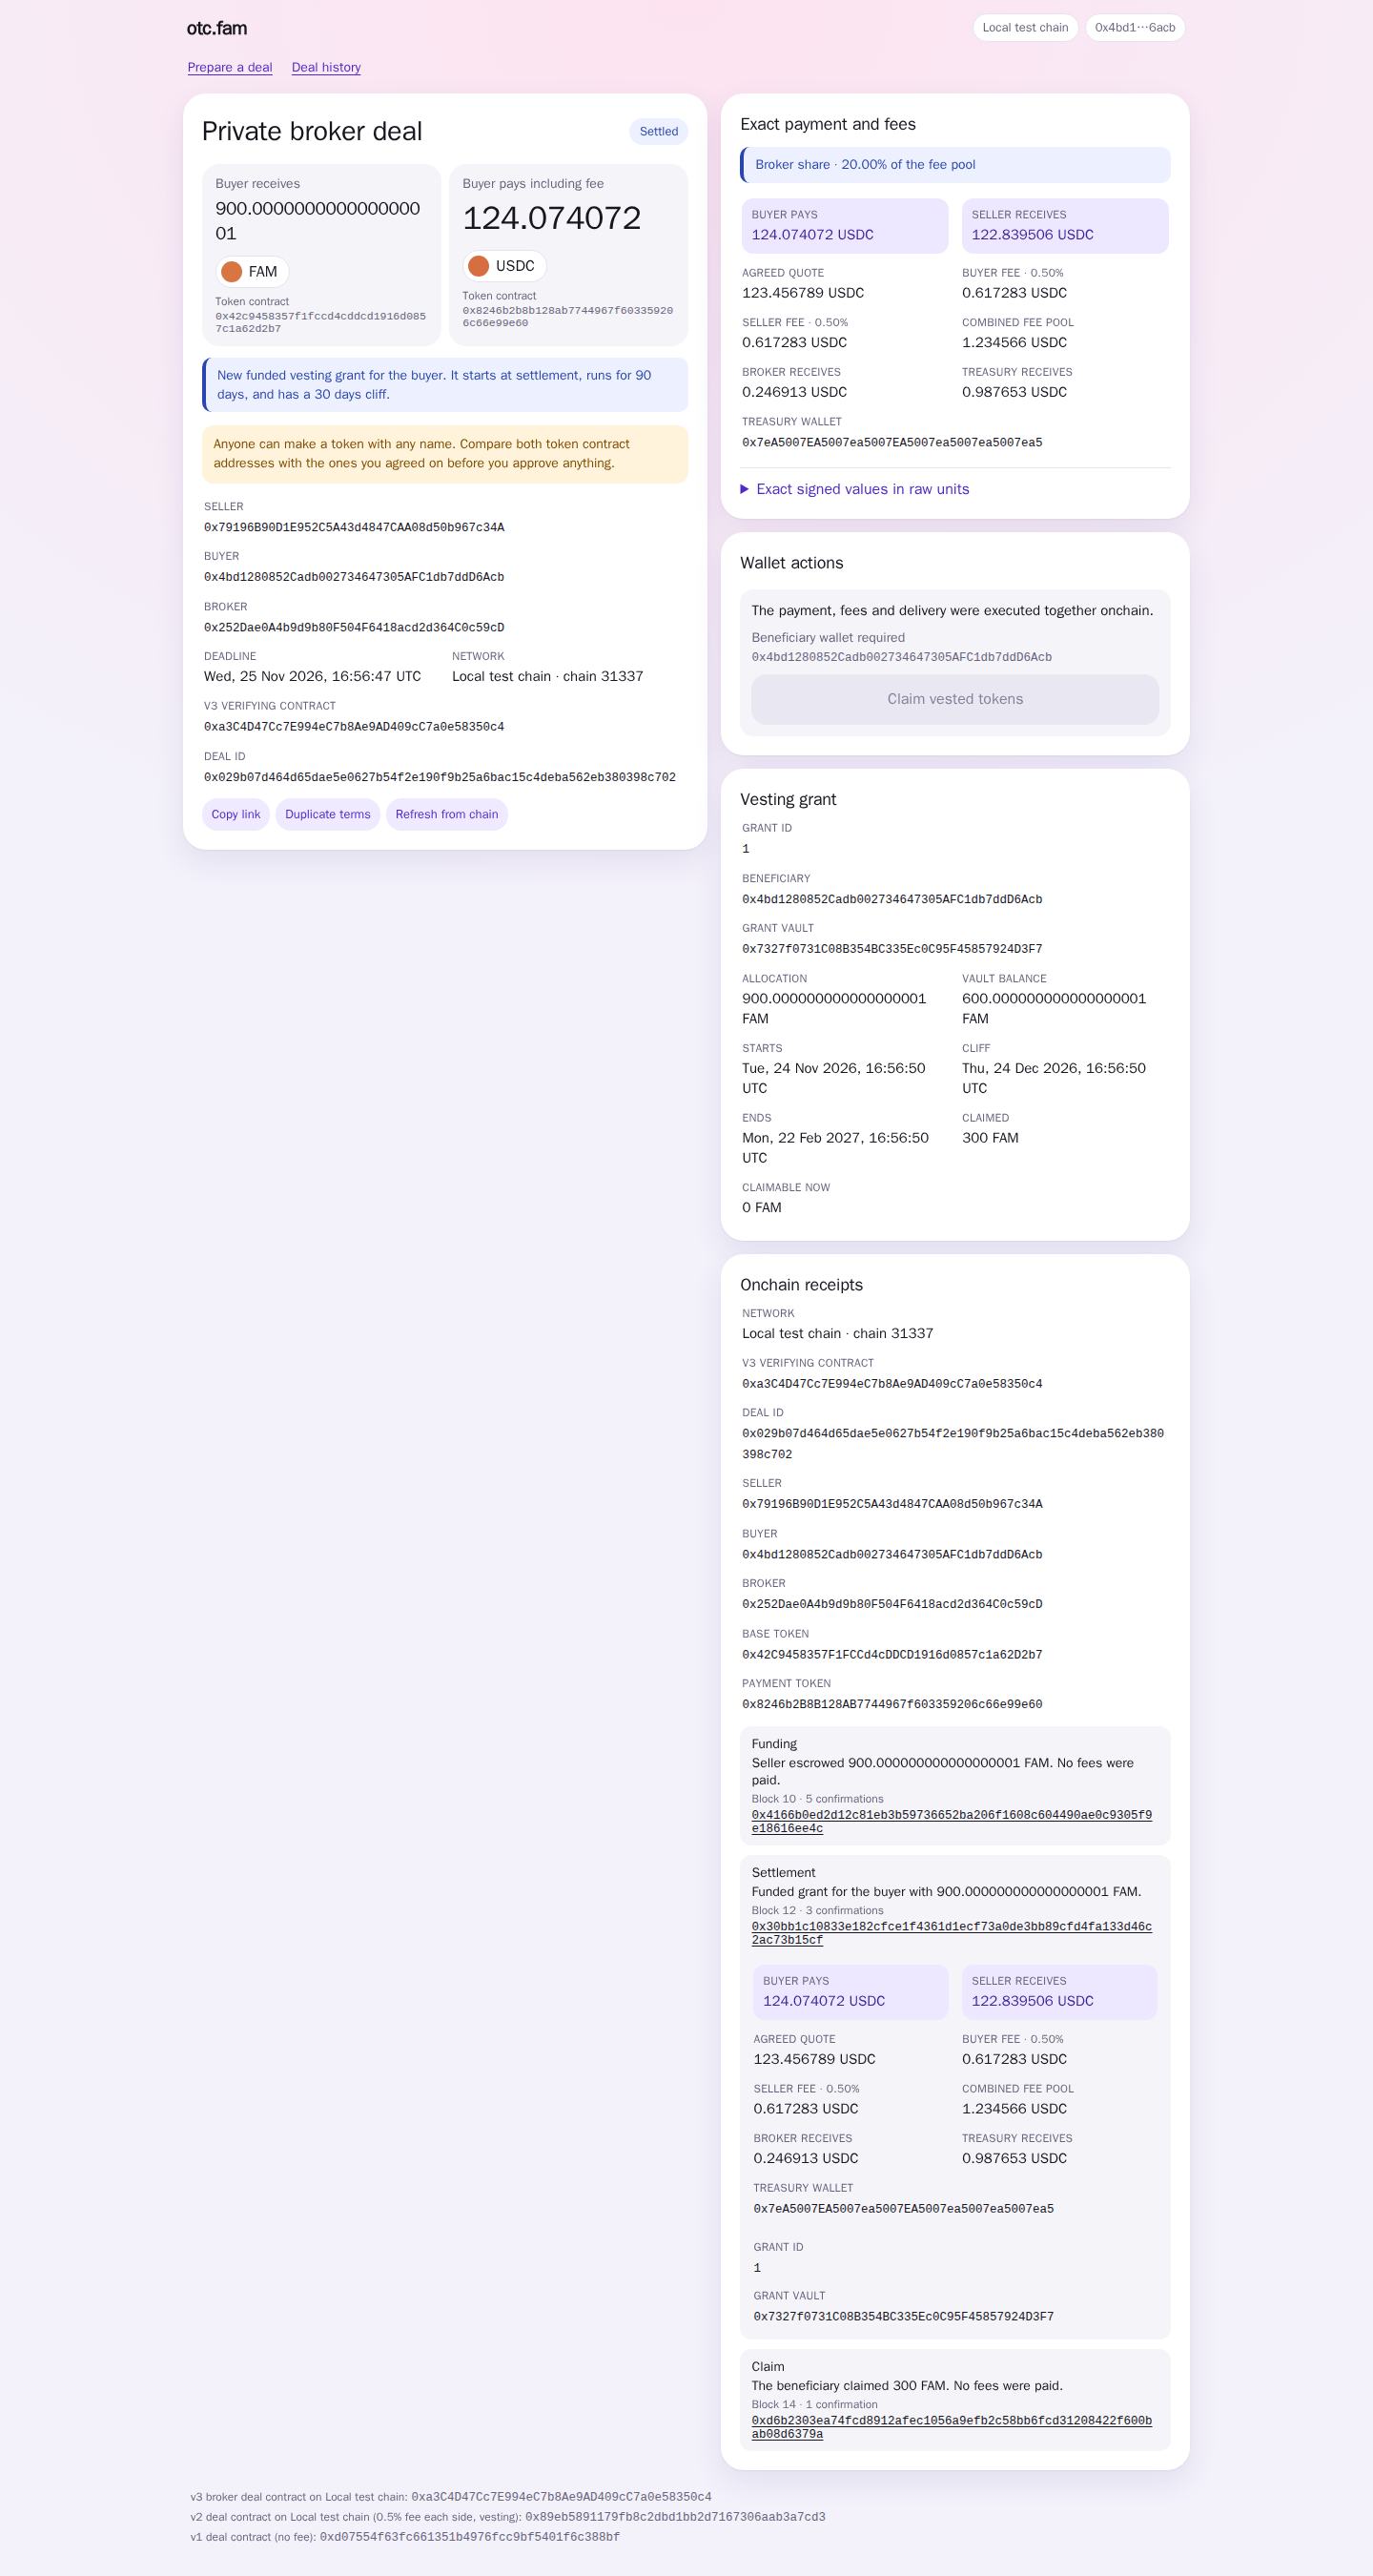 otc.fam
Local test chain
0x4bd1···6acb
Prepare a deal
Deal history
Private broker deal
Settled
Buyer receives
900.0000000000000000
01
FAM
Token contract
0x42c9458357f1fccd4cddcd1916d085
7c1a62d2b7
Buyer pays including fee
124.074072
USDC
Token contract
0x8246b2b8b128ab7744967f60335920
6c66e99e60
New funded vesting grant for the buyer. It starts at settlement, runs for 90
days, and has a 30 days cliff.
Anyone can make a token with any name. Compare both token contract
addresses with the ones you agreed on before you approve anything.
SELLER
0x79196B90D1E952C5A43d4847CAA08d50b967c34A
BUYER
0x4bd1280852Cadb002734647305AFC1db7ddD6Acb
BROKER
0x252Dae0A4b9d9b80F504F6418acd2d364C0c59cD
DEADLINE
Wed, 25 Nov 2026, 16:56:47 UTC
NETWORK
Local test chain · chain 31337
V3 VERIFYING CONTRACT
0xa3C4D47Cc7E994eC7b8Ae9AD409cC7a0e58350c4
DEAL ID
0x029b07d464d65dae5e0627b54f2e190f9b25a6bac15c4deba562eb380398c702
Copy link
Duplicate terms
Refresh from chain
Exact payment and fees
Broker share · 20.00% of the fee pool
BUYER PAYS
124.074072 USDC
SELLER RECEIVES
122.839506 USDC
AGREED QUOTE
123.456789 USDC
BUYER FEE · 0.50%
0.617283 USDC
SELLER FEE · 0.50%
0.617283 USDC
COMBINED FEE POOL
1.234566 USDC
BROKER RECEIVES
0.246913 USDC
TREASURY RECEIVES
0.987653 USDC
TREASURY WALLET
0x7eA5007EA5007ea5007EA5007ea5007ea5007ea5
Exact signed values in raw units
Wallet actions
The payment, fees and delivery were executed together onchain.
Beneficiary wallet required
0x4bd1280852Cadb002734647305AFC1db7ddD6Acb
Claim vested tokens
Vesting grant
GRANT ID
1
BENEFICIARY
0x4bd1280852Cadb002734647305AFC1db7ddD6Acb
GRANT VAULT
0x7327f0731C08B354BC335Ec0C95F45857924D3F7
ALLOCATION
900.000000000000000001
FAM
VAULT BALANCE
600.000000000000000001
FAM
STARTS
Tue, 24 Nov 2026, 16:56:50
UTC
CLIFF
Thu, 24 Dec 2026, 16:56:50
UTC
ENDS
Mon, 22 Feb 2027, 16:56:50
UTC
CLAIMED
300 FAM
CLAIMABLE NOW
0 FAM
Onchain receipts
NETWORK
Local test chain · chain 31337
V3 VERIFYING CONTRACT
0xa3C4D47Cc7E994eC7b8Ae9AD409cC7a0e58350c4
DEAL ID
0x029b07d464d65dae5e0627b54f2e190f9b25a6bac15c4deba562eb380
398c702
SELLER
0x79196B90D1E952C5A43d4847CAA08d50b967c34A
BUYER
0x4bd1280852Cadb002734647305AFC1db7ddD6Acb
BROKER
0x252Dae0A4b9d9b80F504F6418acd2d364C0c59cD
BASE TOKEN
0x42C9458357F1FCCd4cDDCD1916d0857c1a62D2b7
PAYMENT TOKEN
0x8246b2B8B128AB7744967f603359206c66e99e60
Funding
Seller escrowed 900.000000000000000001 FAM. No fees were
paid.
Block 10 · 5 confirmations
0x4166b0ed2d12c81eb3b59736652ba206f1608c604490ae0c9305f9
e18616ee4c
Settlement
Funded grant for the buyer with 900.000000000000000001 FAM.
Block 12 · 3 confirmations
0x30bb1c10833e182cfce1f4361d1ecf73a0de3bb89cfd4fa133d46c
2ac73b15cf
BUYER PAYS
124.074072 USDC
SELLER RECEIVES
122.839506 USDC
AGREED QUOTE
123.456789 USDC
BUYER FEE · 0.50%
0.617283 USDC
SELLER FEE · 0.50%
0.617283 USDC
COMBINED FEE POOL
1.234566 USDC
BROKER RECEIVES
0.246913 USDC
TREASURY RECEIVES
0.987653 USDC
TREASURY WALLET
0x7eA5007EA5007ea5007EA5007ea5007ea5007ea5
GRANT ID
1
GRANT VAULT
0x7327f0731C08B354BC335Ec0C95F45857924D3F7
Claim
The beneficiary claimed 300 FAM. No fees were paid.
Block 14 · 1 confirmation
0xd6b2303ea74fcd8912afec1056a9efb2c58bb6fcd31208422f600b
ab08d6379a
v3 broker deal contract on Local test chain: 0xa3C4D47Cc7E994eC7b8Ae9AD409cC7a0e58350c4
v2 deal contract on Local test chain (0.5% fee each side, vesting): 0x89eb5891179fb8c2dbd1bb2d7167306aab3a7cd3
v1 deal contract (no fee): 0xd07554f63fc661351b4976fcc9bf5401f6c388bf